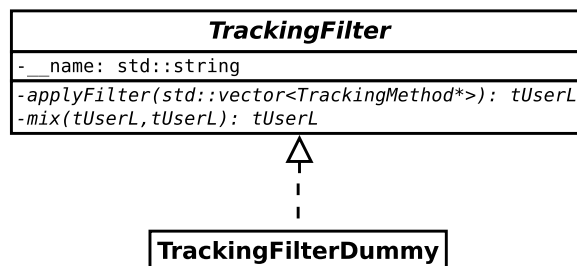 TrackingFilter
-__name: std::string
-applyFilter(std::vector<TrackingMethod*>): tUserL
-mix(tUserL,tUserL): tUserL
TrackingFilterDummy